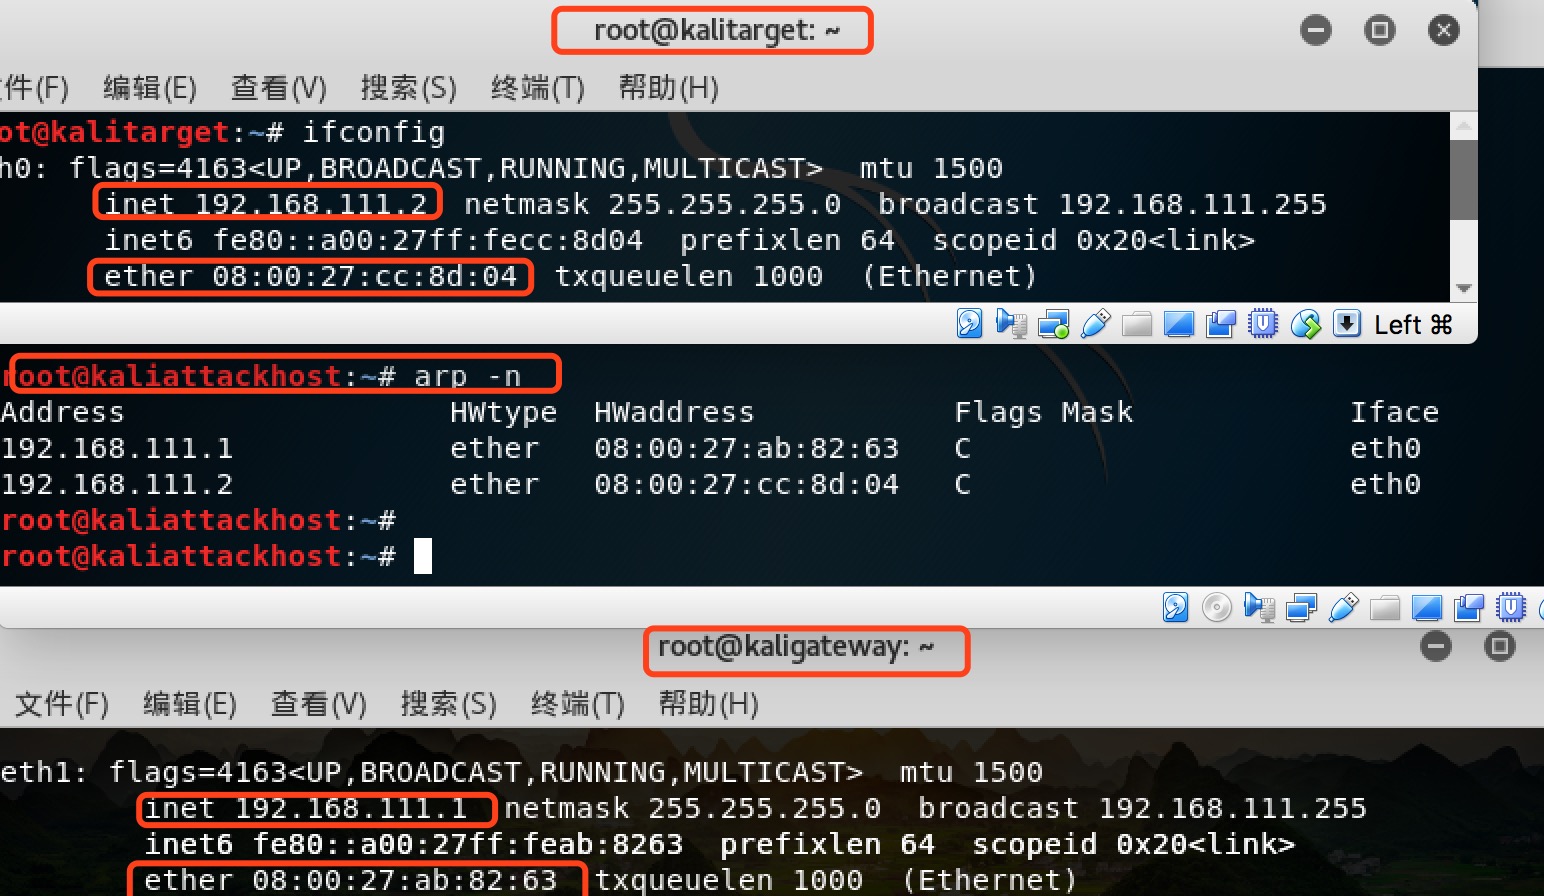 root@kalitarget: ~
件(F) 编辑(E) 查看(V) 搜索(S) 终端(T) 帮助(H)
ot@kalitarget:~# ifconfig
h0: flags=4163<UP,BROADCAST,RUNNING,MULTICAST> mtu 1500
inet 192.168.111.2 netmask 255.255.255.0 broadcast 192.168.111.255
inet6 fe80::a00:27ff:fecc:8d04 prefixlen 64 scopeid 0x20<link>
ether 08:00:27:cc:8d:04 txqueuelen 1000 (Ethernet)
Left ⌘
root@kaliattackhost:~# arp -n
Address HWtype HWaddress Flags Mask Iface
192.168.111.1 ether 08:00:27:ab:82:63 C eth0
192.168.111.2 ether 08:00:27:cc:8d:04 C eth0
root@kaliattackhost:~#
root@kaliattackhost:~#
root@kaligateway: ~
文件(F) 编辑(E) 查看(V) 搜索(S) 终端(T) 帮助(H)
eth1: flags=4163<UP,BROADCAST,RUNNING,MULTICAST> mtu 1500
inet 192.168.111.1 netmask 255.255.255.0 broadcast 192.168.111.255
inet6 fe80::a00:27ff:feab:8263 prefixlen 64 scopeid 0x20<link>
ether 08:00:27:ab:82:63 txqueuelen 1000 (Ethernet)